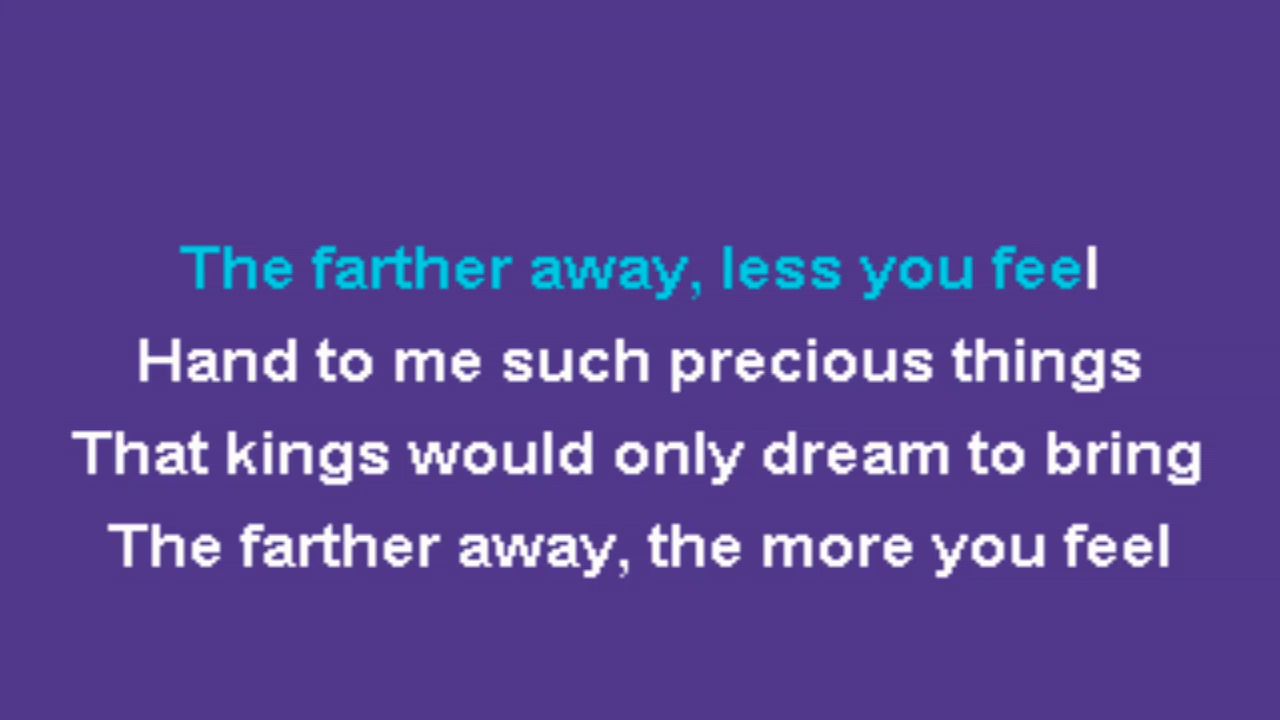 The farther away, less you feel
Hand to me such precious things
That kings would only dream to bring
The farther away, the more you feel